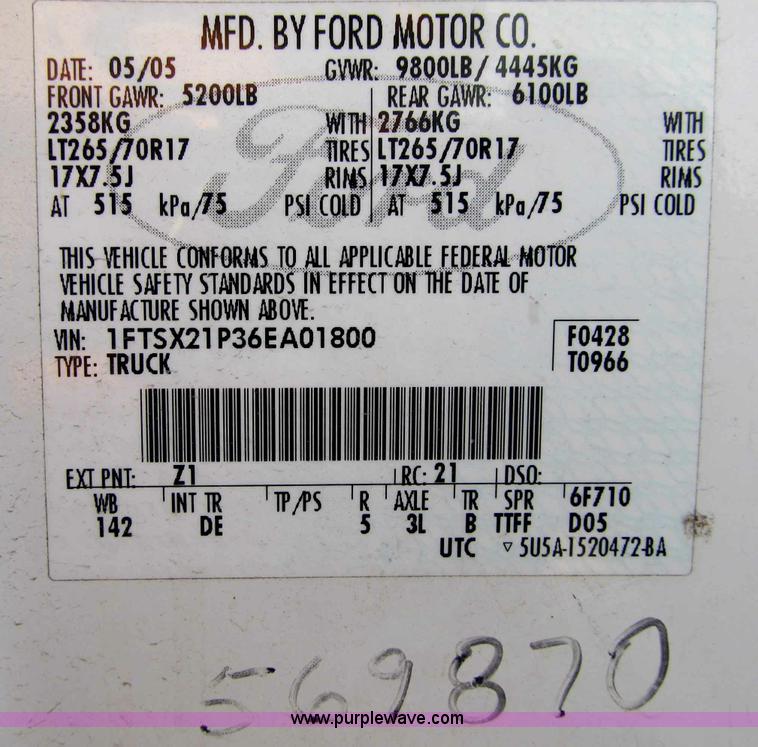 MFD. BY FORD MOTOR CO.
DATE: 05/05 GVWR: 9800LB/ 4445KG
FRONT GAWR: 5200LB REAR GAWR: 6100LB
2358KG WITH 2766KG WITH
LT265/70R17 TIRES LT265/70R17 TIRES
17X7.5J RIMS 17X7.5J RIMS
AT 515 kPa/75 PSI COLD AT 515 kPa/75 PSI COLD
Ford
THIS VEHICLE CONFORMS TO ALL APPLICABLE FEDERAL MOTOR
VEHICLE SAFETY STANDARDS IN EFFECT ON THE DATE OF
MANUFACTURE SHOWN ABOVE.
VIN: 1FTSX21P36EA01800 F0428
TYPE: TRUCK T0966
EXT PNT: Z1 RC: 21 DSO:
WB INT TR TP/PS R AXLE TR SPR 6F710
142 DE 5 3L B TTFF D05
UTC ▽ 5U5A-1520472-BA
569870
www.purplewave.com